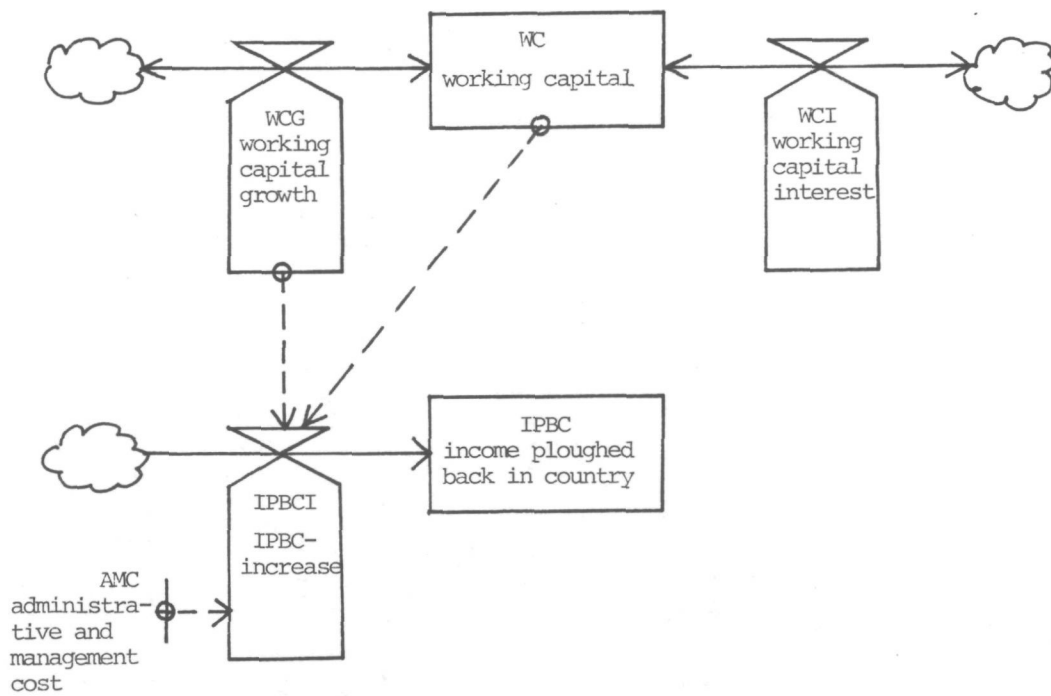 WC
working capital
WCG
working
capital
growth
WCI
working
capital
interest
IPBC
income ploughed
back in country
IPBCI
IPBC-
increase
AMC
administra-
tive and
management
cost